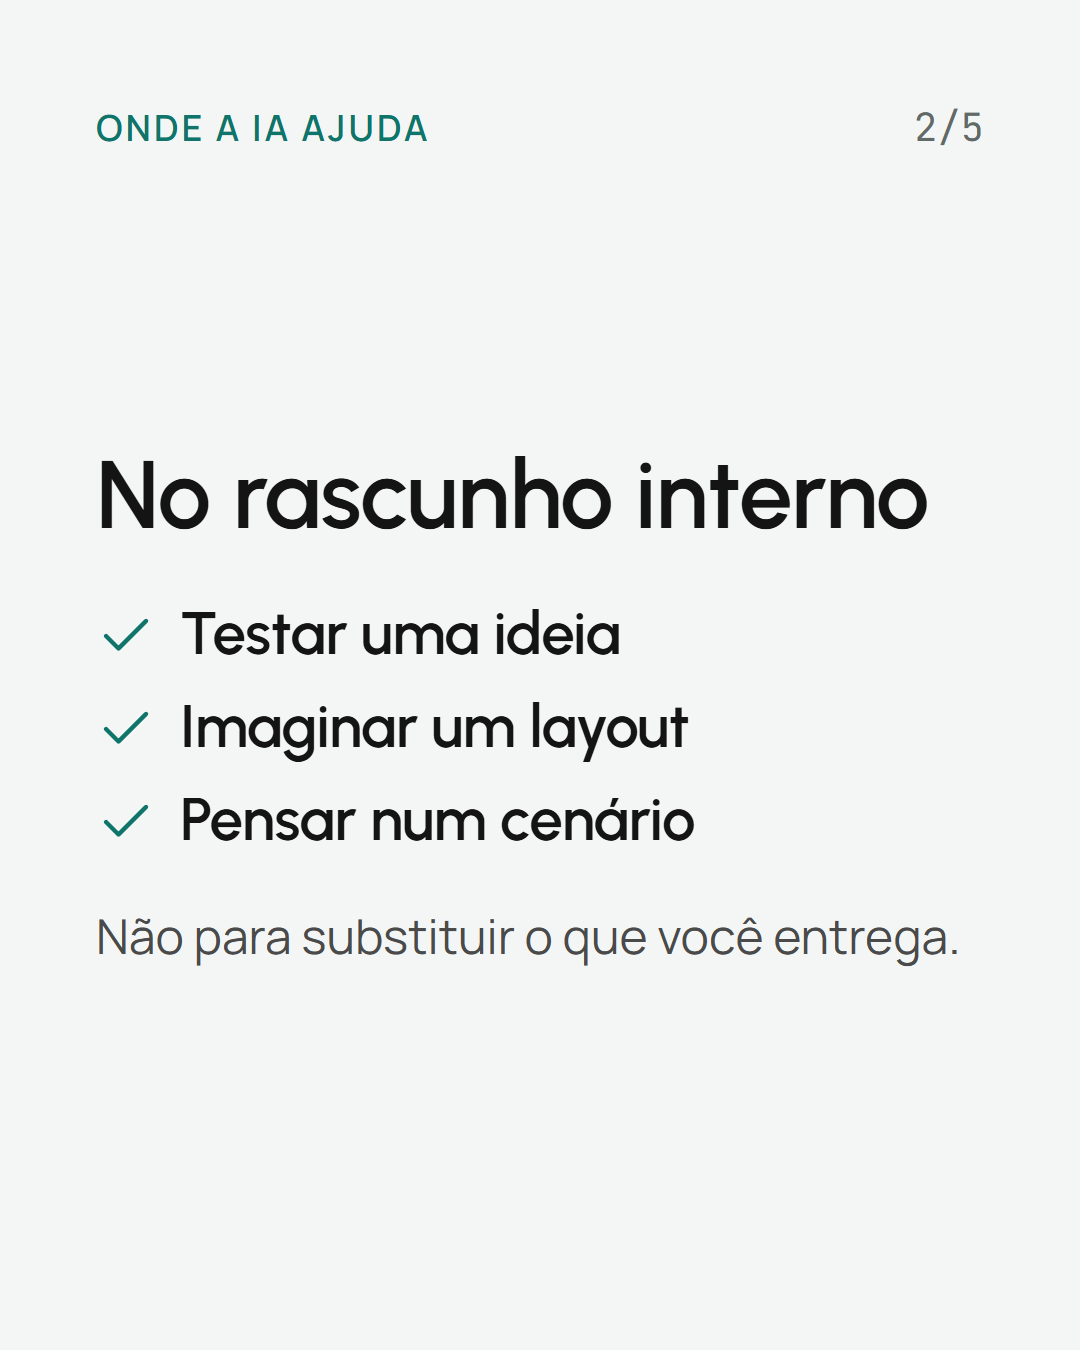 ONDE A IA AJUDA
2/5
No rascunho interno
Testar uma ideia
Imaginar um layout
Pensar num cenário
Não para substituir o que você entrega.